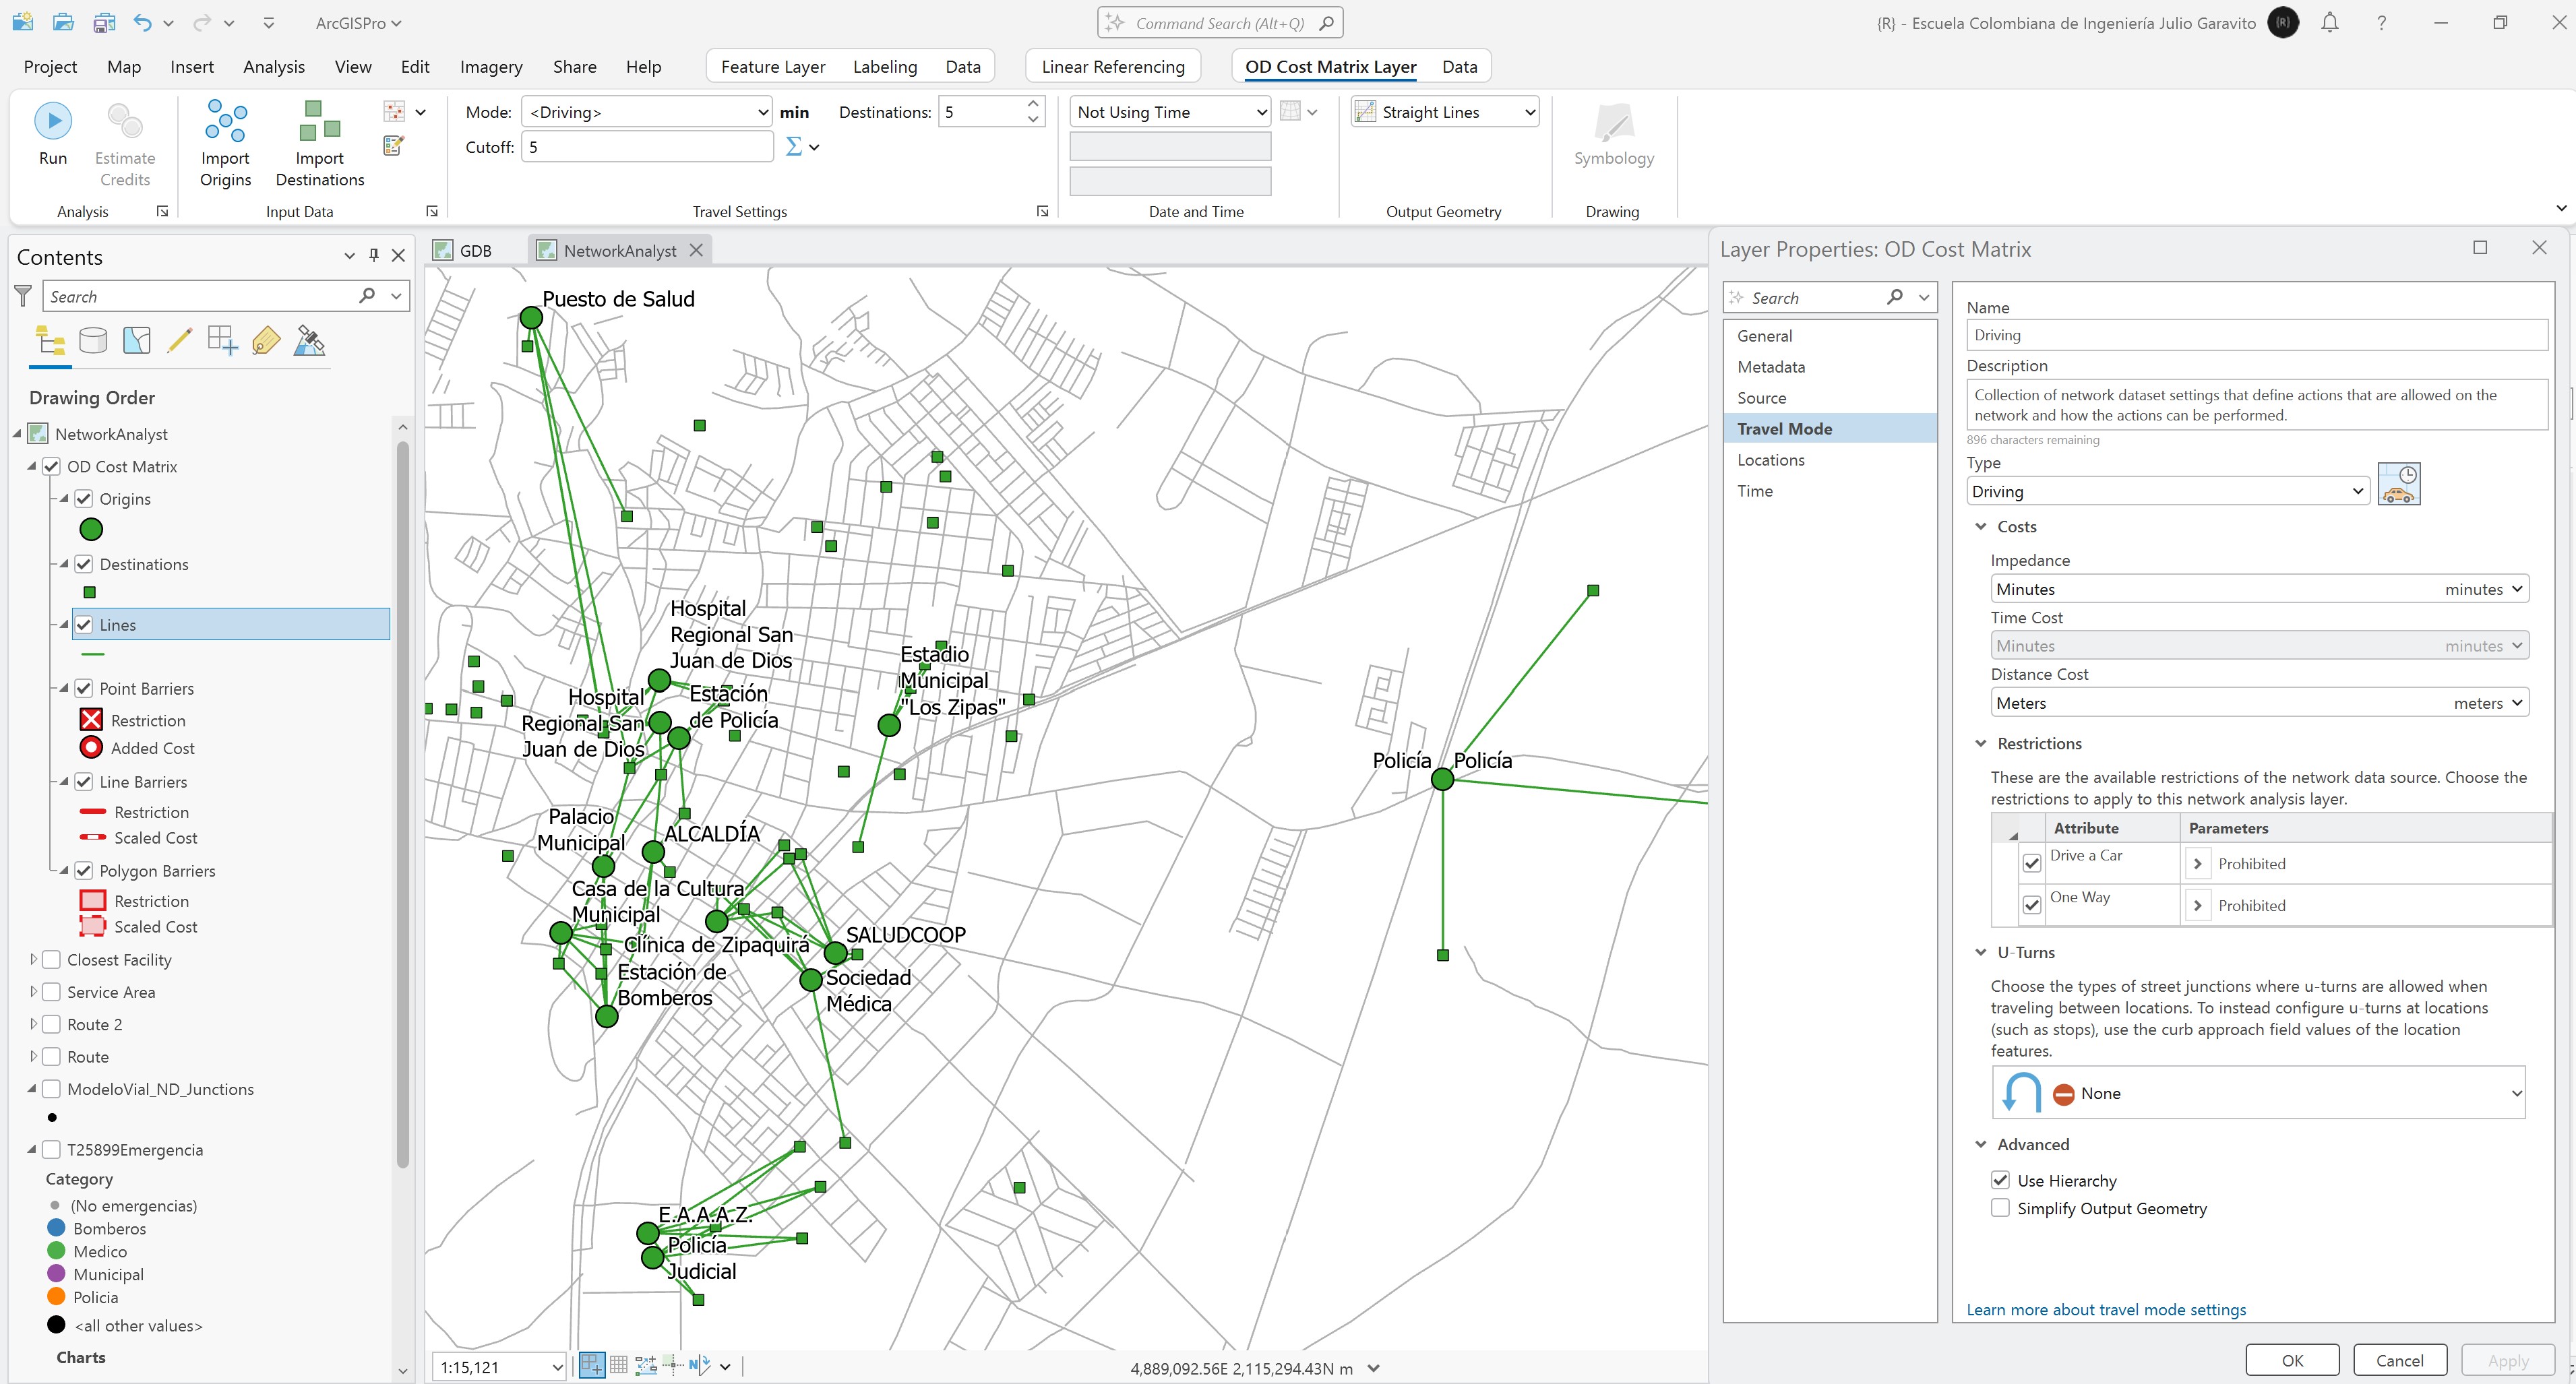 ArcGISPro
Command Search (Alt+Q)
{R} - Escuela Colombiana de Ingeniería Julio Garavito
(R)
?
Project
Map
Insert
Analysis
View
Edit
Imagery
Share
Help
Feature Layer
Labeling
Data
Linear Referencing
OD Cost Matrix Layer
Data
Run
Estimate
Credits
Analysis
Import
Origins
Import
Destinations
Input Data
Mode:
<Driving>
min
Destinations:
5
Cutoff:
5
Travel Settings
Not Using Time
Date and Time
Straight Lines
Output Geometry
Symbology
Drawing
Contents
Search
Drawing Order
NetworkAnalyst
OD Cost Matrix
Origins
Destinations
Lines
Point Barriers
Restriction
Added Cost
Line Barriers
Restriction
Scaled Cost
Polygon Barriers
Restriction
Scaled Cost
Closest Facility
Service Area
Route 2
Route
ModeloVial_ND_Junctions
T25899Emergencia
Category
(No emergencias)
Bomberos
Medico
Municipal
Policia
<all other values>
Charts
GDB
NetworkAnalyst
Puesto de Salud
Hospital
Regional San
Juan de Dios
Hospital
Regional San
Juan de Dios
Estación
de Policía
Estadio
Municipal
"Los Zipas"
Policía
Policía
Palacio
Municipal
ALCALDÍA
Casa de la Cultura
Municipal
Clínica de Zipaquirá
SALUDCOOP
Estación de
Bomberos
Sociedad
Médica
E.A.A.A.Z.
Policía
Judicial
1:15,121
4,889,092.56E 2,115,294.43N m
Layer Properties: OD Cost Matrix
Search
General
Metadata
Source
Travel Mode
Locations
Time
Name
Driving
Description
Collection of network dataset settings that define actions that are allowed on the
network and how the actions can be performed.
896 characters remaining
Type
Driving
Costs
Impedance
Minutes
minutes
Time Cost
Minutes
minutes
Distance Cost
Meters
meters
Restrictions
These are the available restrictions of the network data source. Choose the
restrictions to apply to this network analysis layer.
Attribute
Parameters
Drive a Car
Prohibited
One Way
Prohibited
U-Turns
Choose the types of street junctions where u-turns are allowed when
traveling between locations. To instead configure u-turns at locations
(such as stops), use the curb approach field values of the location
features.
None
Advanced
Use Hierarchy
Simplify Output Geometry
Learn more about travel mode settings
OK
Cancel
Apply